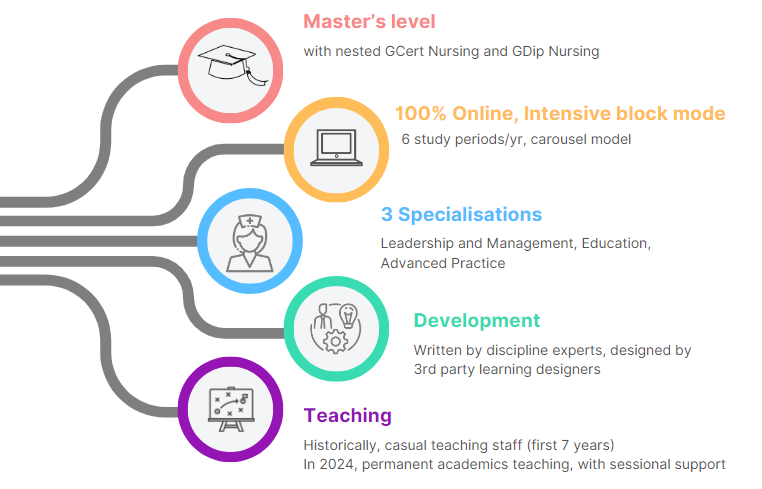 Master's level
with nested GCert Nursing and GDip Nursing
100% Online, Intensive block mode
6 study periods/yr, carousel model
3 Specialisations
Leadership and Management, Education,
Advanced Practice
Development
Written by discipline experts, designed by
3rd party learning designers
Teaching
Historically, casual teaching staff (first 7 years)
In 2024, permanent academics teaching, with sessional support